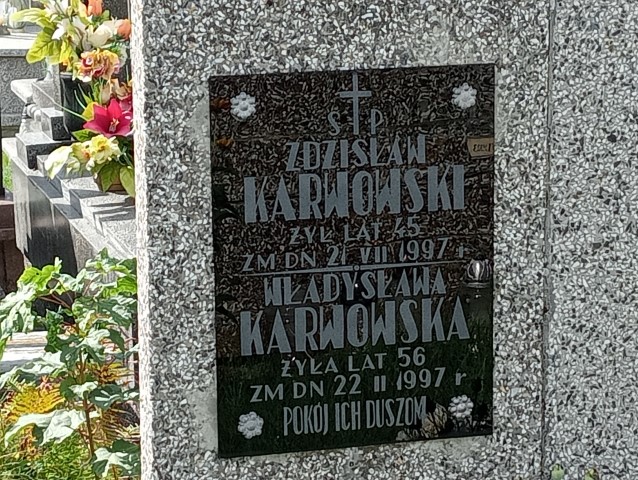 Ś P
ZDZISŁAW
KARWOWSKI
ŻYŁ LAT 45
ZM DN 21 VII 1997 r
WŁADYSŁAWA
KARWOWSKA
ŻYŁA LAT 56
ZM DN 22 II 1997 r
POKÓJ ICH DUSZOM